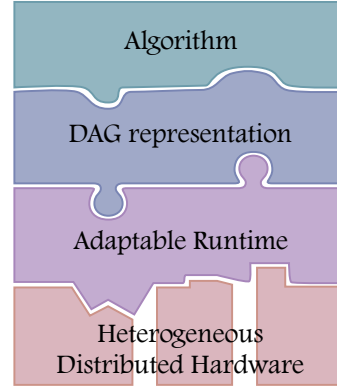 Algorithm
DAG representation
Adaptable Runtime
Heterogeneous
Distributed Hardware